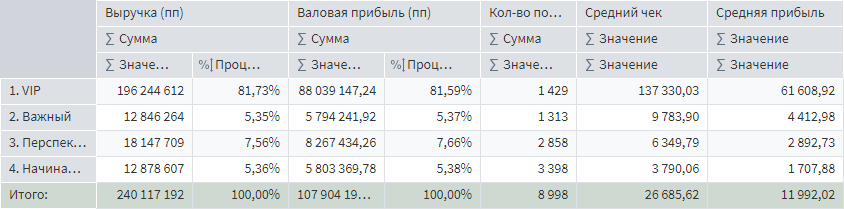 Выручка (пп) Валовая прибыль (пп) Кол-во по... Средний чек Средняя прибыль
∑ Сумма ∑ Сумма ∑ Сумма ∑ Значение ∑ Значение
∑ Значе... %[ Проц... ∑ Значе... %[ Проц... ∑ Значе... ∑ Значение ∑ Значение
1. VIP 196 244 612 81,73% 88 039 147,24 81,59% 1 429 137 330,03 61 608,92
2. Важный 12 846 264 5,35% 5 794 241,92 5,37% 1 313 9 783,90 4 412,98
3. Перспек... 18 147 709 7,56% 8 267 434,26 7,66% 2 858 6 349,79 2 892,73
4. Начина... 12 878 607 5,36% 5 803 369,78 5,38% 3 398 3 790,06 1 707,88
Итого: 240 117 192 100,00% 107 904 19... 100,00% 8 998 26 685,62 11 992,02